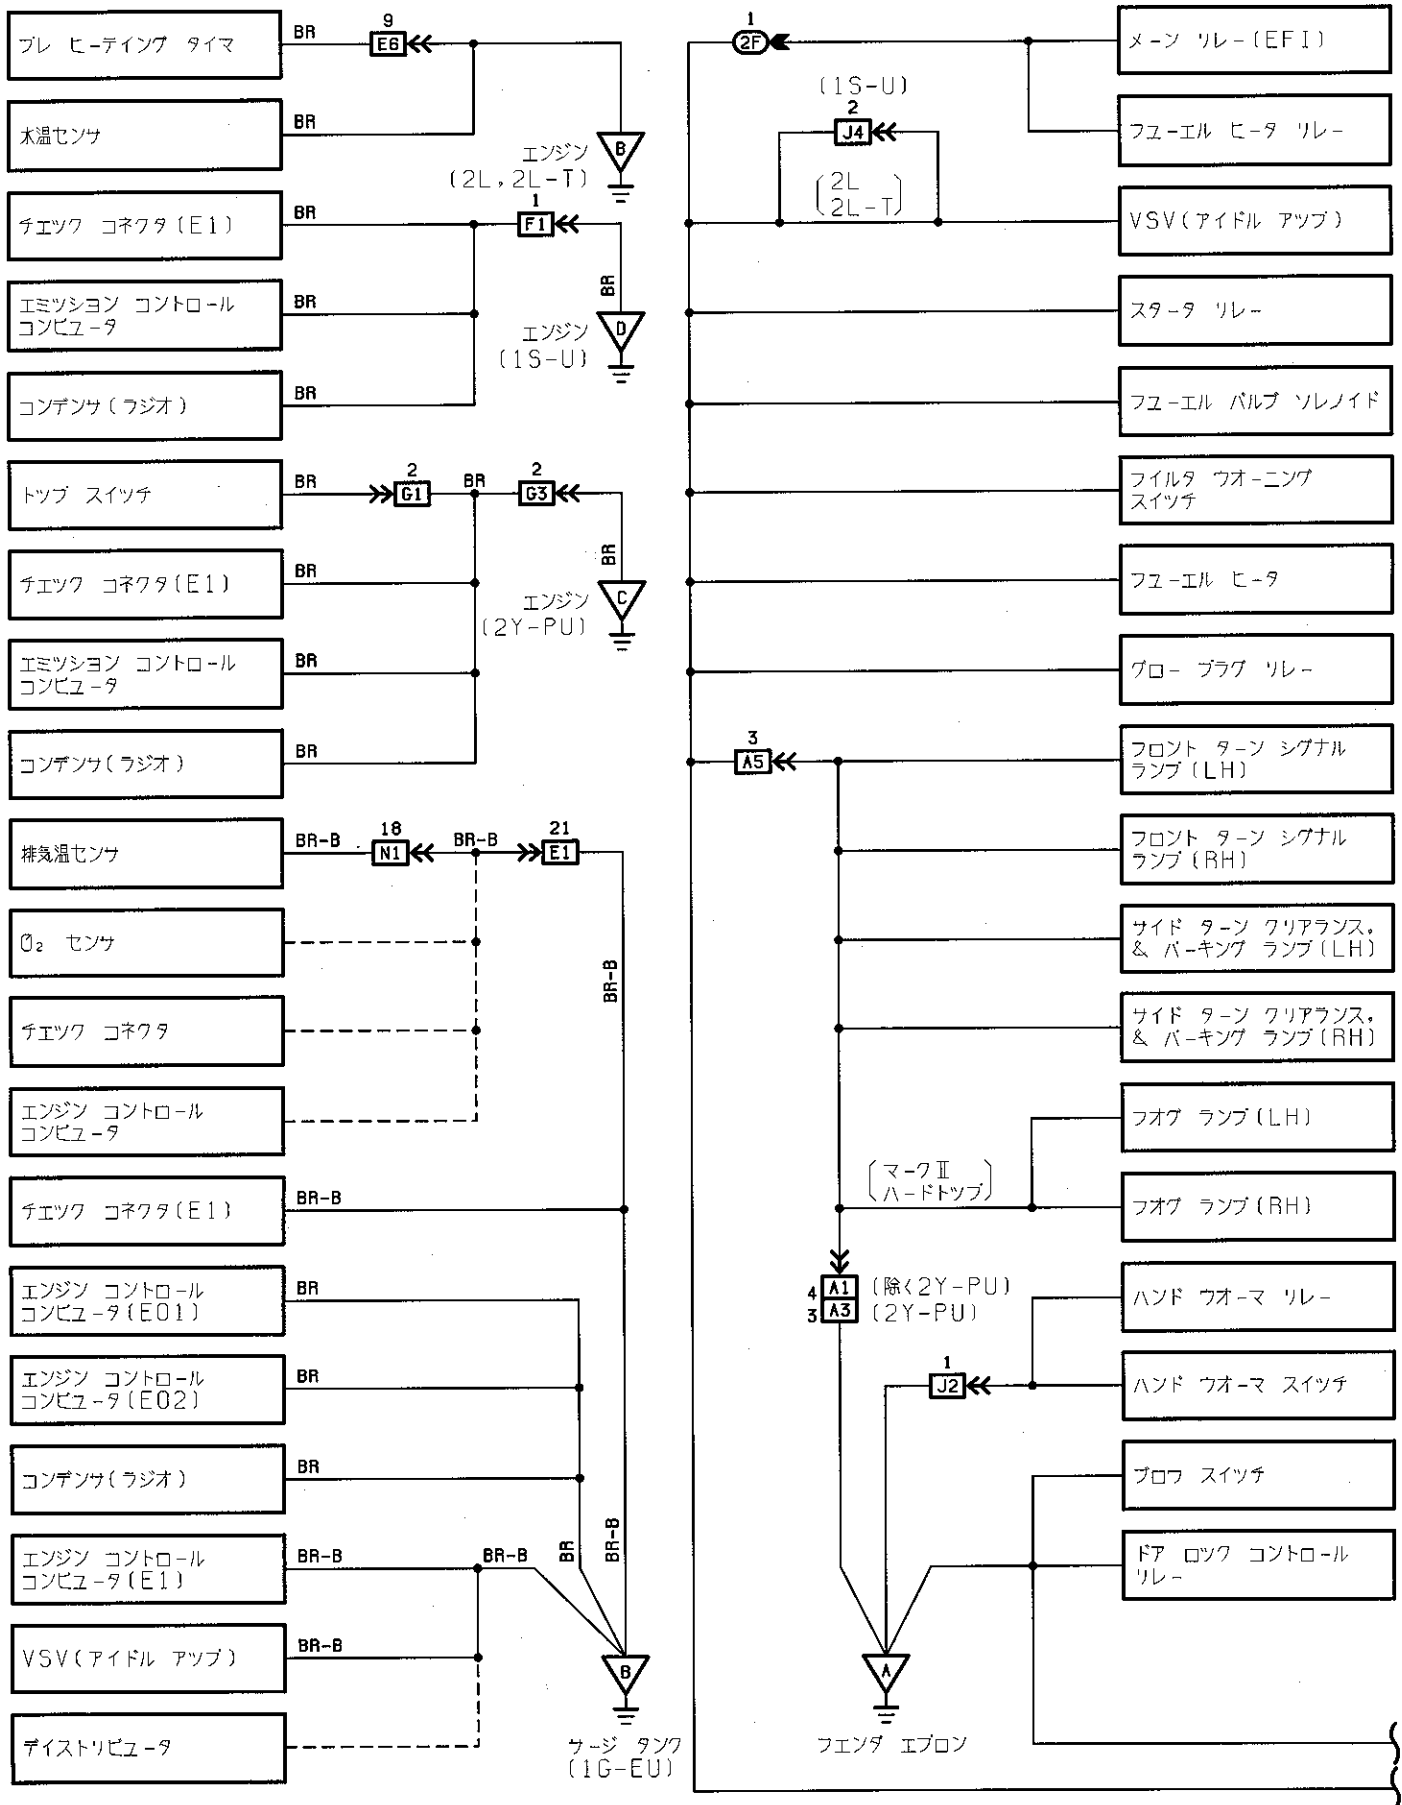 プレ ヒーテイング タイマ
BR
9
E6
水温センサ
BR
エンジン
(2L,2L-T)
B
チエツク コネクタ(E1)
BR
1
F1
エミツシヨン コントロール
コンピュータ
BR
BR
エンジン
(1S-U)
D
コンデンサ(ラジオ)
BR
トツプ スイツチ
BR
2
G1
BR
2
G3
チエツク コネクタ(E1)
BR
BR
エンジン
(2Y-PU)
C
エミツシヨン コントロール
コンピュータ
BR
コンデンサ(ラジオ)
BR
排気温センサ
BR-B
18
N1
BR-B
21
E1
O₂ センサ
BR-B
チエツク コネクタ
エンジン コントロール
コンピュータ
チエツク コネクタ(E1)
BR-B
エンジン コントロール
コンピュータ(E01)
BR
エンジン コントロール
コンピュータ(E02)
BR
コンデンサ(ラジオ)
BR
エンジン コントロール
コンピュータ(E1)
BR-B
BR-B
BR
BR-B
VSV(アイドル アツプ)
BR-B
B
デイストリビュータ
サージ タンク
(1G-EU)
1
2F
メーン リレー(EFI)
(1S-U)
2
J4
フユーエル ヒータ リレー
2L
2L-T
VSV(アイドル アツプ)
スタータ リレー
フユーエル バルブ ソレノイド
フイルタ ウオーニング
スイツチ
フユーエル ヒータ
グロー プラグ リレー
3
A5
フロント ターン シグナル
ランプ(LH)
フロント ターン シグナル
ランプ(RH)
サイド ターン クリアランス,
& パーキング ランプ(LH)
サイド ターン クリアランス,
& パーキング ランプ(RH)
フオグ ランプ(LH)
マークⅡ
ハードトップ
フオグ ランプ(RH)
4 A1 (除く2Y-PU)
3 A3 (2Y-PU)
ハンド ウオーマ リレー
1
J2
ハンド ウオーマ スイツチ
ブロワ スイツチ
ドア ロツク コントロール
リレー
A
フエンダ エプロン